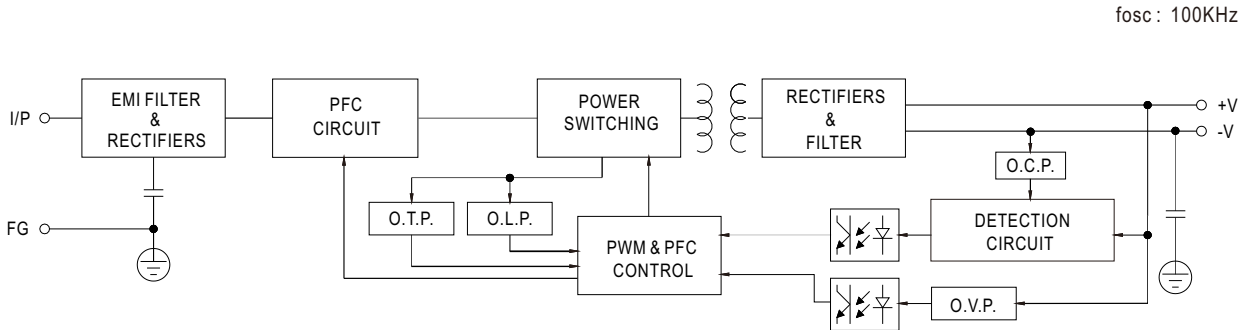 fosc : 100KHz
I/P
EMI FILTER
&
RECTIFIERS
PFC
CIRCUIT
POWER
SWITCHING
RECTIFIERS
&
FILTER
+V
-V
O.C.P.
FG
O.T.P.
O.L.P.
PWM & PFC
CONTROL
DETECTION
CIRCUIT
O.V.P.